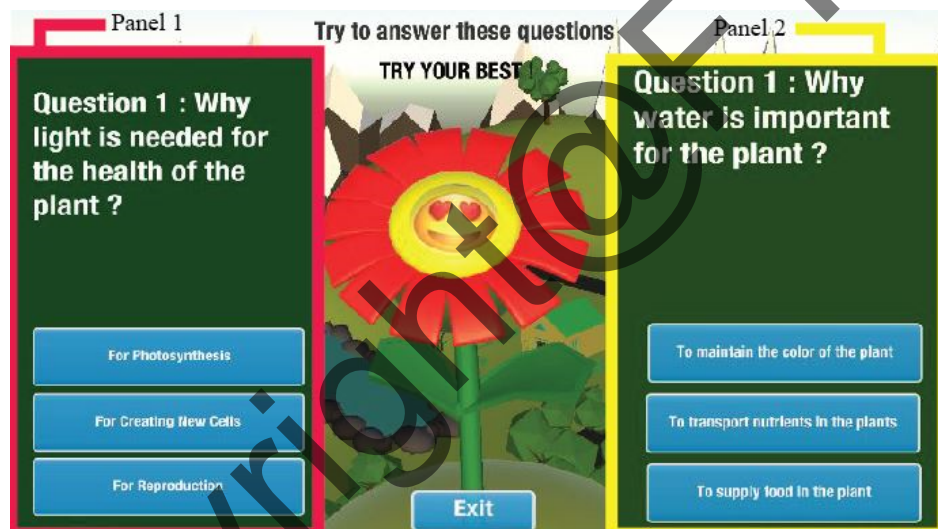 Panel 1
Try to answer these questions
Panel 2
TRY YOUR BEST !
Question 1 : Why
light is needed for
the health of the
plant ?
For Photosynthesis
For Creating New Cells
For Reproduction
Question 1 : Why
water is important
for the plant ?
To maintain the color of the plant
To transport nutrients in the plants
To supply food in the plant
Exit